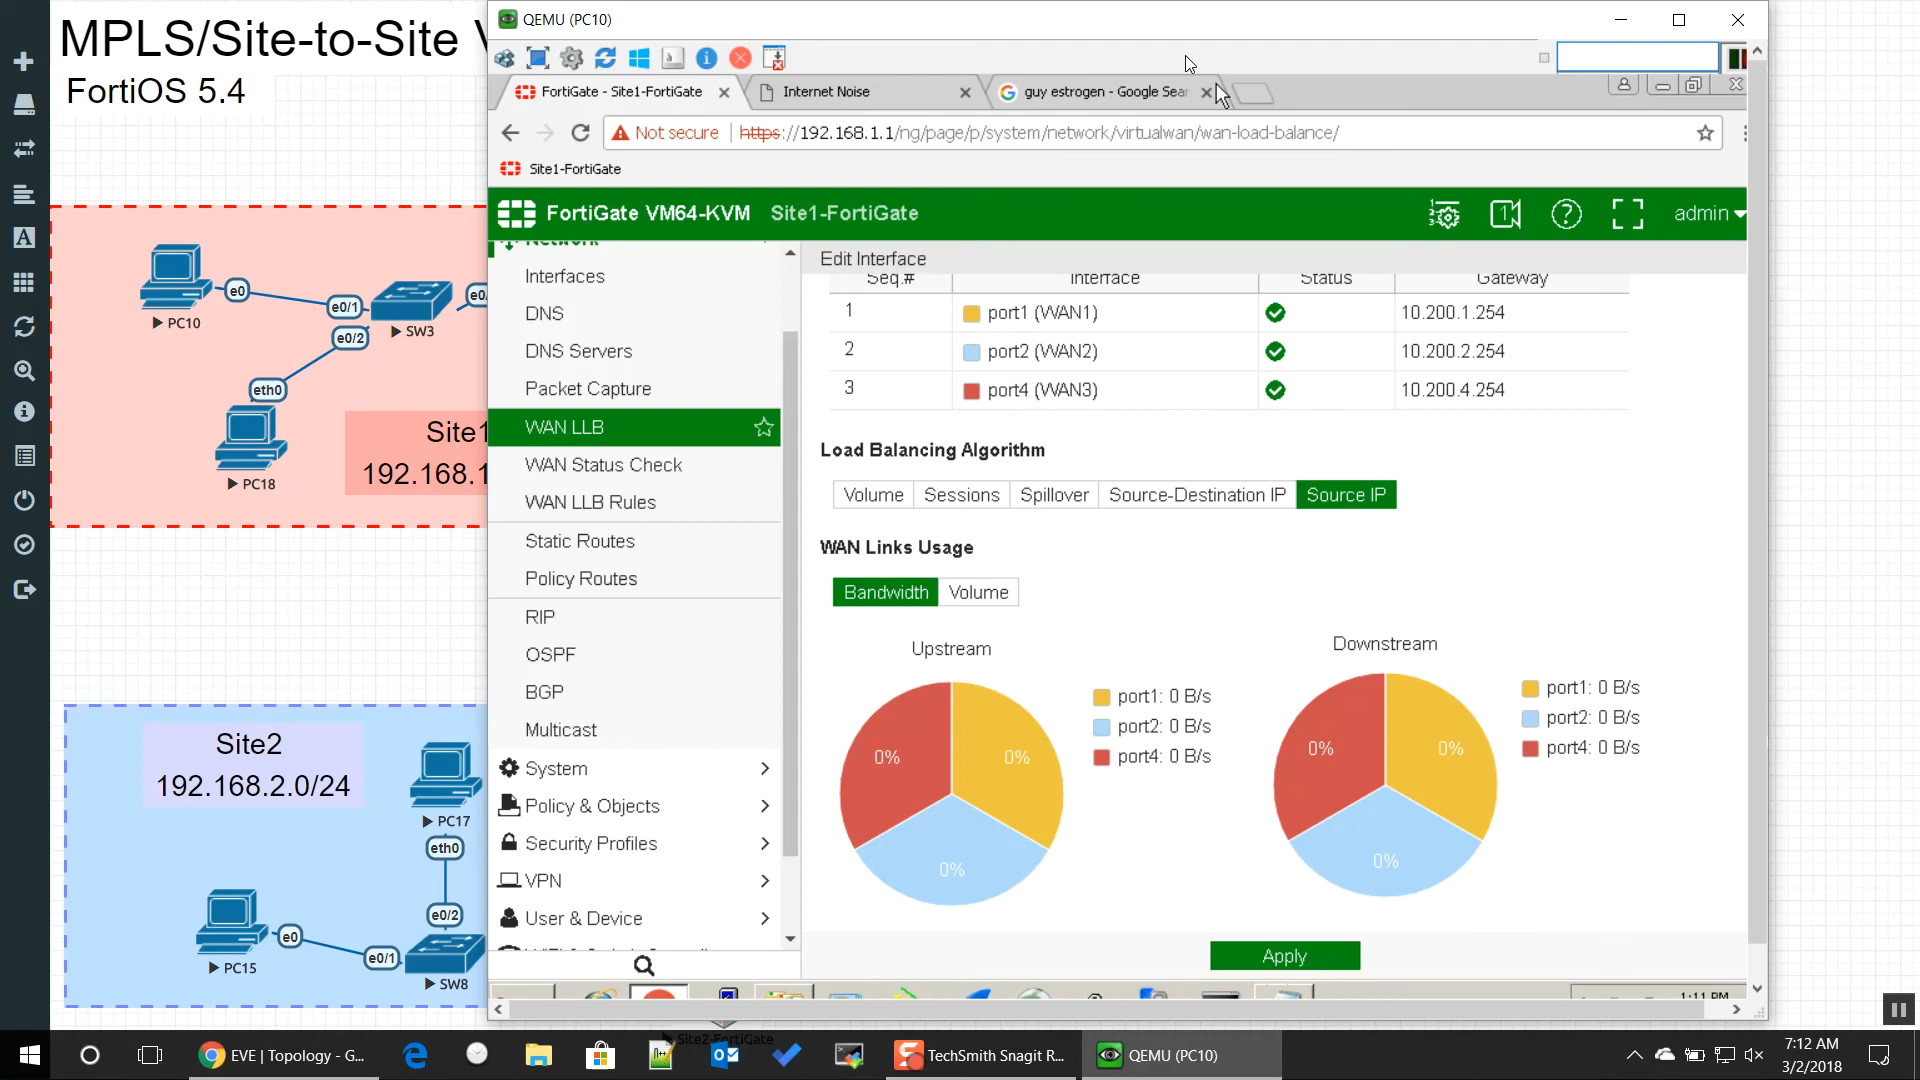 MPLS/Site-to-Site
FortiOS 5.4
e0
PC10
e0/1
SW3
e0/2
eth0
PC18
Site1
192.168.1
Site2
192.168.2.0/24
PC17
eth0
e0/2
e0
PC15
e0/1
SW8
QEMU (PC10)
FortiGate - Site1-FortiGate
Internet Noise
guy estrogen - Google Sear
Not secure
https://192.168.1.1/ng/page/p/system/network/virtualwan/wan-load-balance/
Site1-FortiGate
FortiGate VM64-KVM Site1-FortiGate
admin
Network
Interfaces
DNS
DNS Servers
Packet Capture
WAN LLB
WAN Status Check
WAN LLB Rules
Static Routes
Policy Routes
RIP
OSPF
BGP
Multicast
System
Policy & Objects
Security Profiles
VPN
User & Device
Edit Interface
Seq.# Interface Status Gateway
1 port1 (WAN1) 10.200.1.254
2 port2 (WAN2) 10.200.2.254
3 port4 (WAN3) 10.200.4.254
Load Balancing Algorithm
Volume Sessions Spillover Source-Destination IP Source IP
WAN Links Usage
Bandwidth Volume
Upstream
0%
0%
0%
port1: 0 B/s
port2: 0 B/s
port4: 0 B/s
Downstream
0%
0%
0%
port1: 0 B/s
port2: 0 B/s
port4: 0 B/s
Apply
1:11 PM
Site2-FortiGate
EVE | Topology - G...
TechSmith Snagit R...
QEMU (PC10)
7:12 AM
3/2/2018